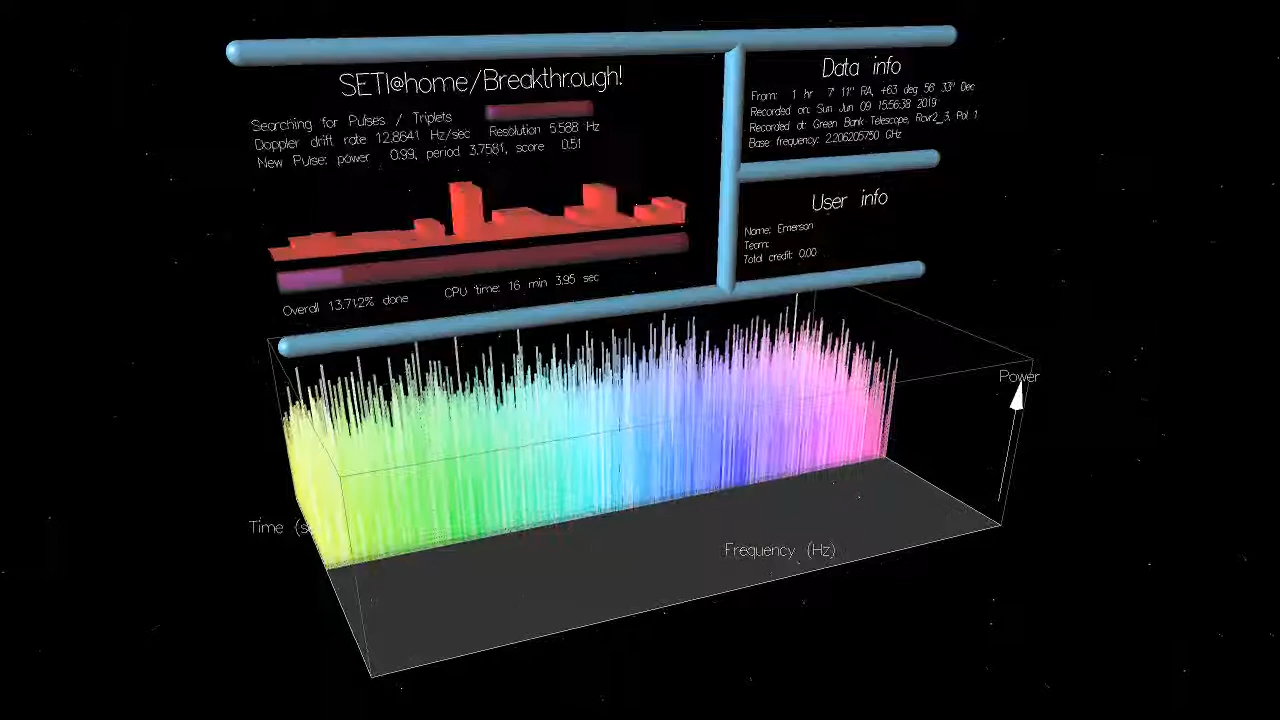 SETI@home/Breakthrough!
Searching for Pulses / Triplets
Doppler drift rate 12.8641 Hz/sec Resolution 5.588 Hz
New Pulse: power 0.99, period 3.7581, score 0.51
Overall 13.712% done CPU time: 16 min 3.95 sec
Data info
From: 1 hr 7' 11" RA, +63 deg 56' 33" Dec
Recorded on: Sun Jun 09 15:56:38 2019
Recorded at: Green Bank Telescope, Rcvr2_3, Pol 1
Base frequency: 2.206205750 GHz
User info
Name: Emerson
Team:
Total credit: 0.00
Power
Time
Frequency (Hz)